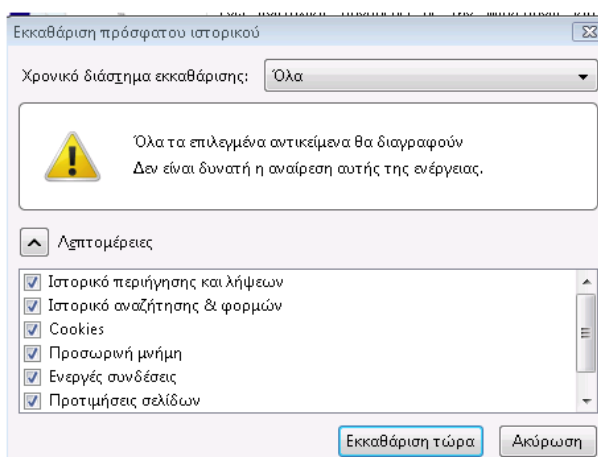 Εκκαθάριση πρόσφατου ιστορικού
Χρονικό διάστημα εκκαθάρισης: Όλα
Όλα τα επιλεγμένα αντικείμενα θα διαγραφούν
Δεν είναι δυνατή η αναίρεση αυτής της ενέργειας.
Λεπτομέρειες
Ιστορικό περιήγησης και λήψεων
Ιστορικό αναζήτησης & φορμών
Cookies
Προσωρινή μνήμη
Ενεργές συνδέσεις
Προτιμήσεις σελίδων
Εκκαθάριση τώρα Ακύρωση